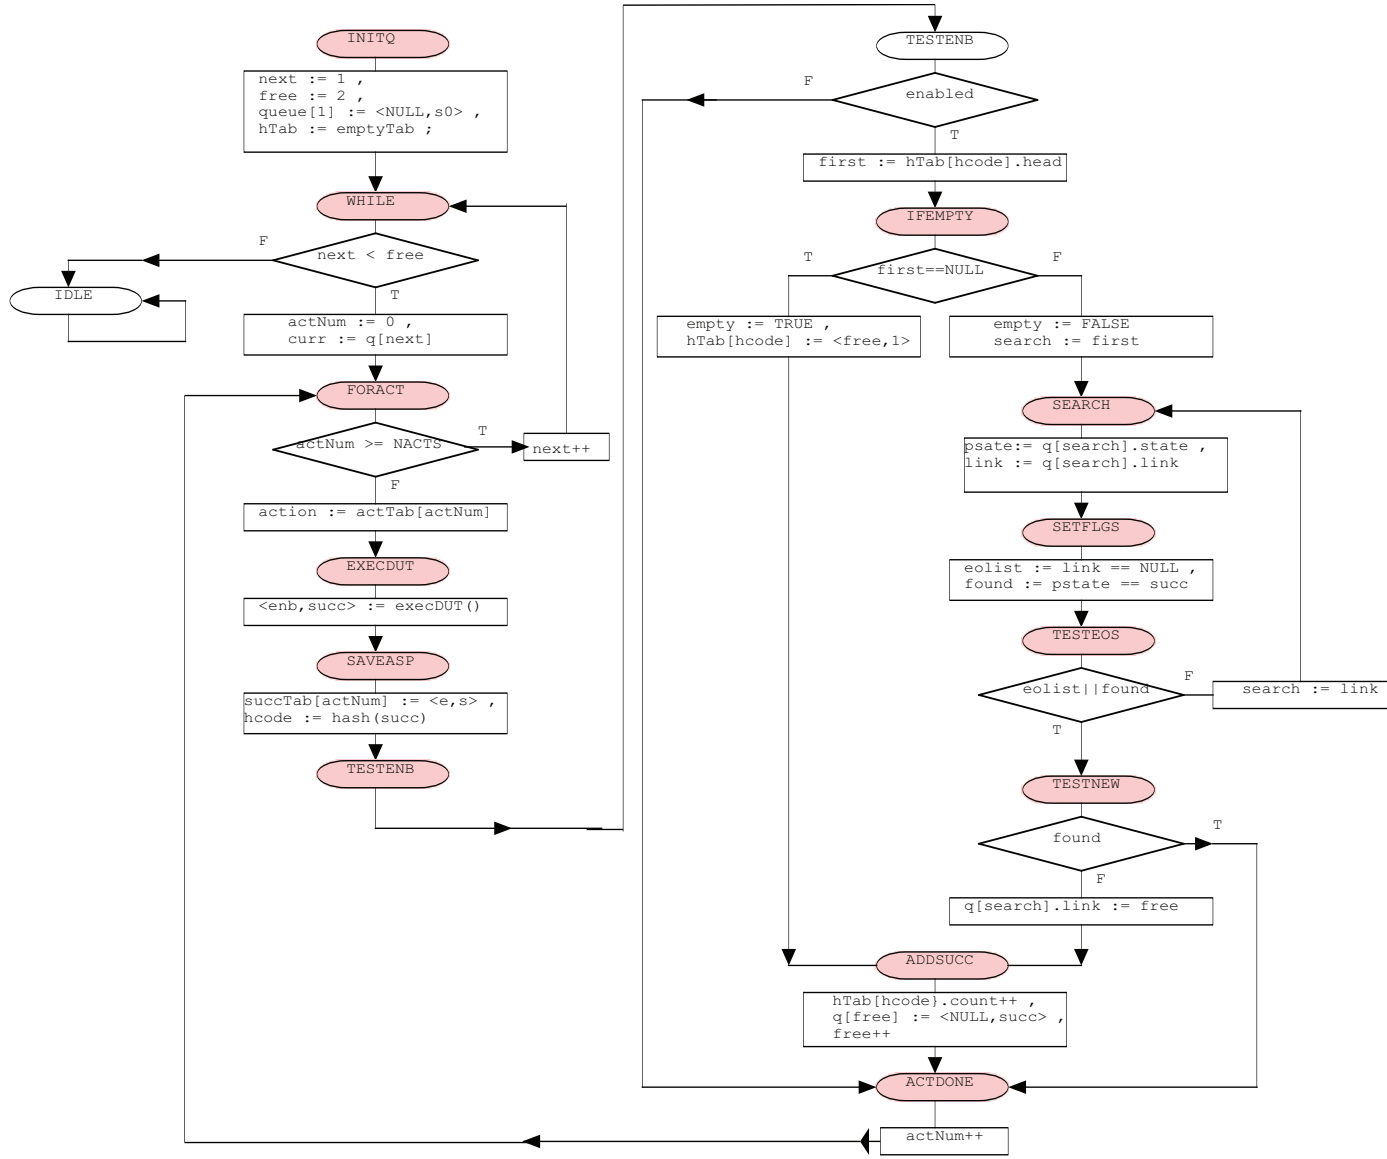 INITQ
next := 1 ,
free := 2 ,
queue[1] := <NULL,s0> ,
hTab := emptyTab ;
WHILE
next < free
F
T
IDLE
actNum := 0 ,
curr := q[next]
FORACT
actNum >= NACTS
T
F
next++
action := actTab[actNum]
EXECDUT
<enb,succ> := execDUT()
SAVEASP
succTab[actNum] := <e,s> ,
hcode := hash(succ)
TESTENB
TESTENB
enabled
F
T
first := hTab[hcode].head
IFEMPTY
first==NULL
T
F
empty := TRUE ,
hTab[hcode] := <free,1>
empty := FALSE
search := first
SEARCH
psate:= q[search].state ,
link := q[search].link
SETFLGS
eolist := link == NULL ,
found := pstate == succ
TESTEOS
eolist||found
F
T
search := link
TESTNEW
found
T
F
q[search].link := free
ADDSUCC
hTab[hcode}.count++ ,
q[free] := <NULL,succ> ,
free++
ACTDONE
actNum++